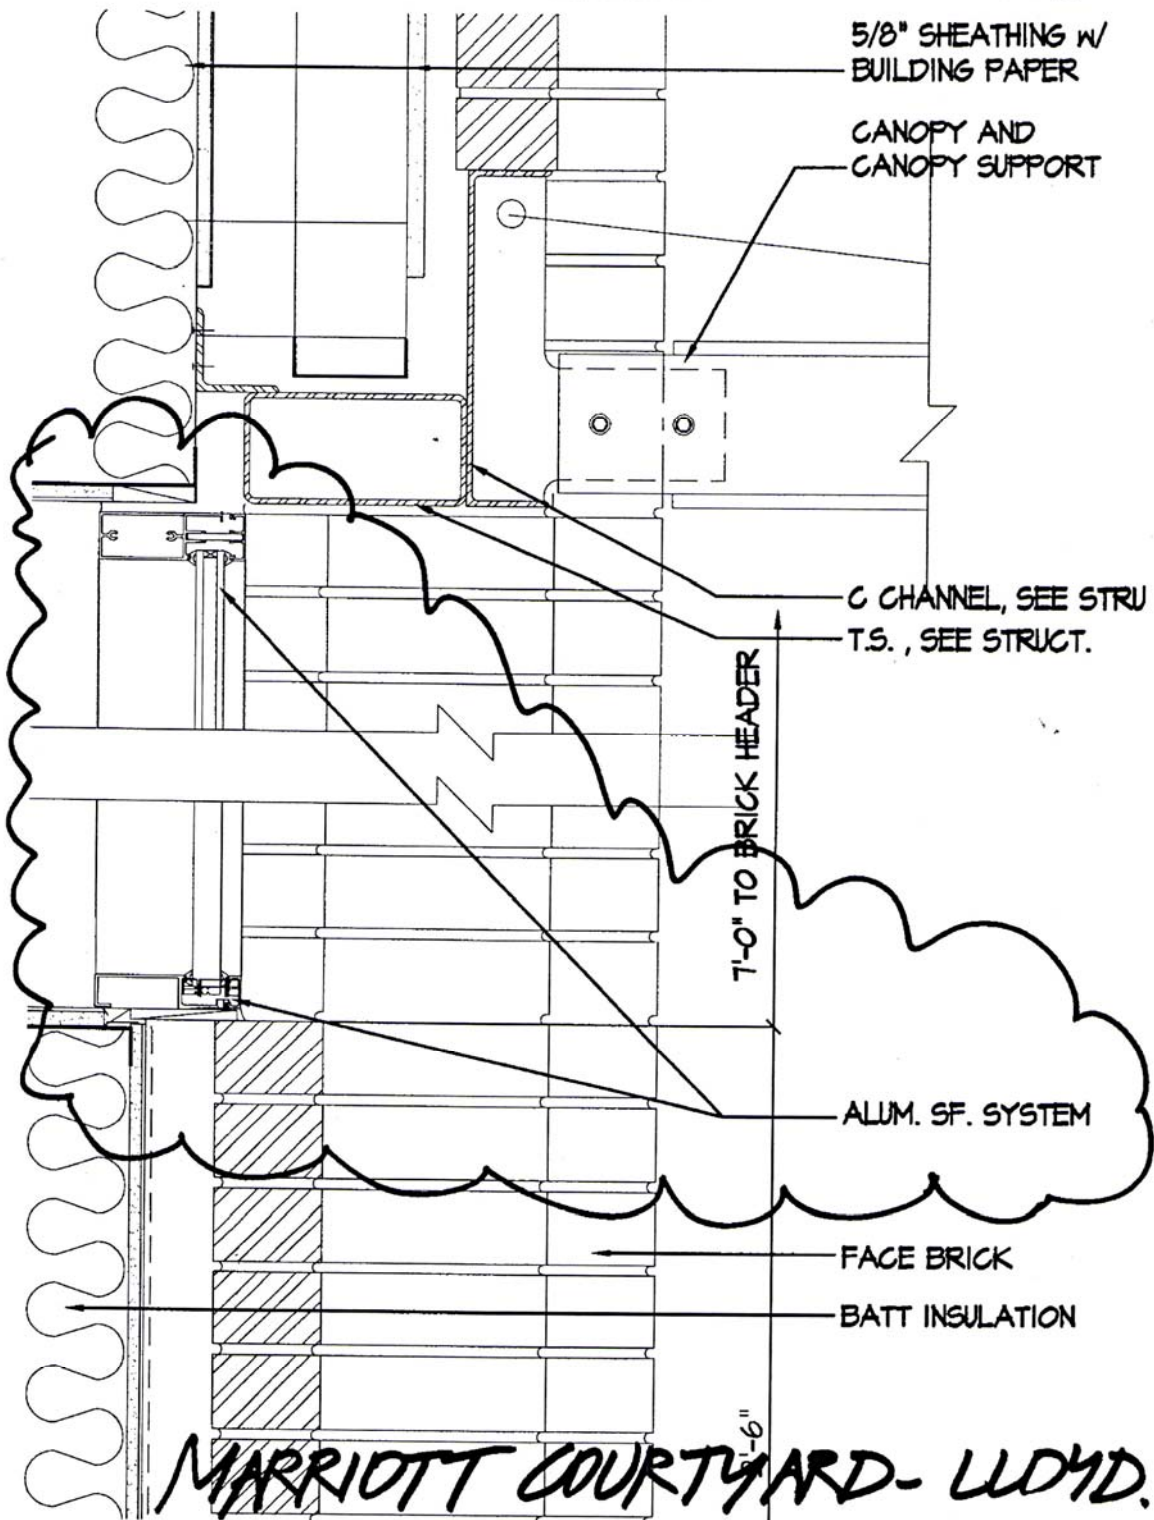 5/8" SHEATHING W/
BUILDING PAPER
CANOPY AND
CANOPY SUPPORT
C CHANNEL, SEE STRU
T.S. , SEE STRUCT.
7'-0" TO BRICK HEADER
ALUM. SF. SYSTEM
FACE BRICK
BATT INSULATION
MARRIOTT COURTYARD- LLOYD.